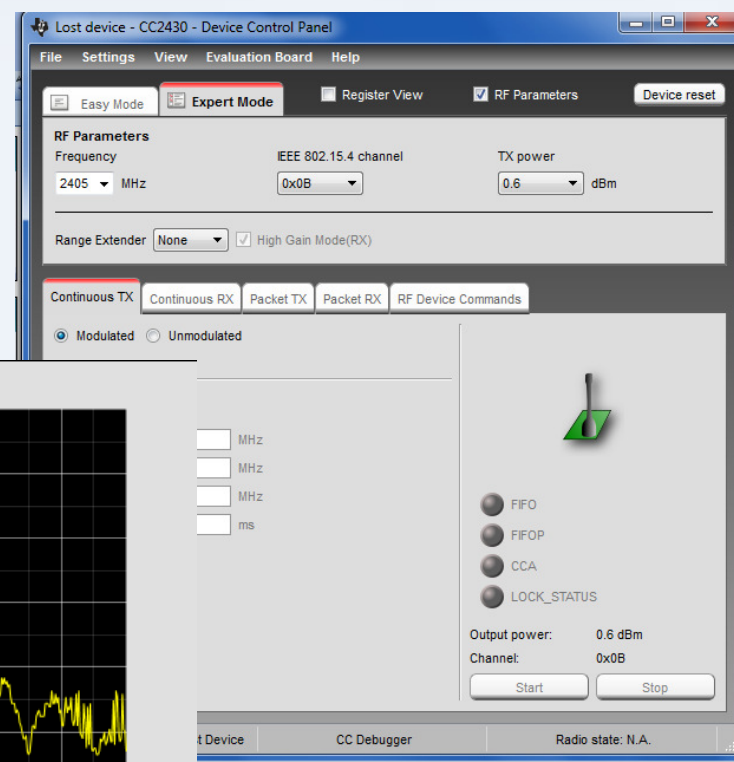 Lost device - CC2430 - Device Control Panel
File Settings View Evaluation Board Help
Easy Mode Expert Mode Register View RF Parameters Device reset
RF Parameters
Frequency IEEE 802.15.4 channel TX power
2405 MHz 0x0B 0.6 dBm
Range Extender None High Gain Mode(RX)
Continuous TX Continuous RX Packet TX Packet RX RF Device Commands
Modulated Unmodulated
MHz
MHz
MHz
ms
FIFO
FIFOP
CCA
LOCK_STATUS
Output power: 0.6 dBm
Channel: 0x0B
Start Stop
t Device CC Debugger Radio state: N.A.